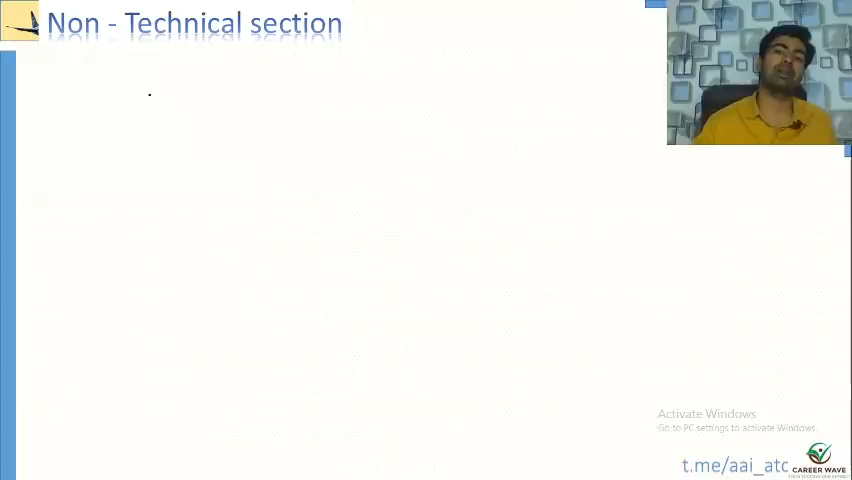 Non - Technical section
Activate Windows
Go to PC settings to activate Windows.
t.me/aai_atc
CAREER WAVE